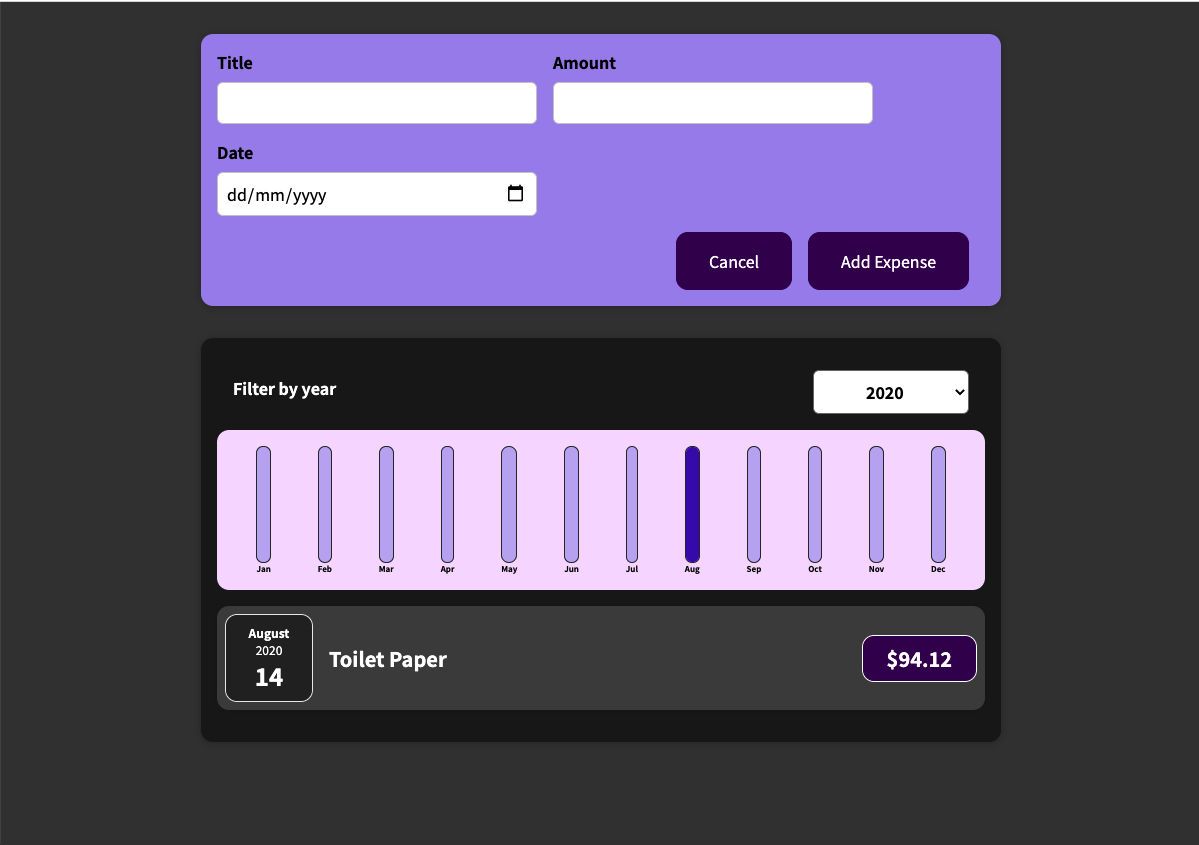 Title Amount
Date
dd/mm/yyyy
Cancel Add Expense
Filter by year 2020
Jan Feb Mar Apr May Jun Jul Aug Sep Oct Nov Dec
August
2020
14
Toilet Paper
$94.12